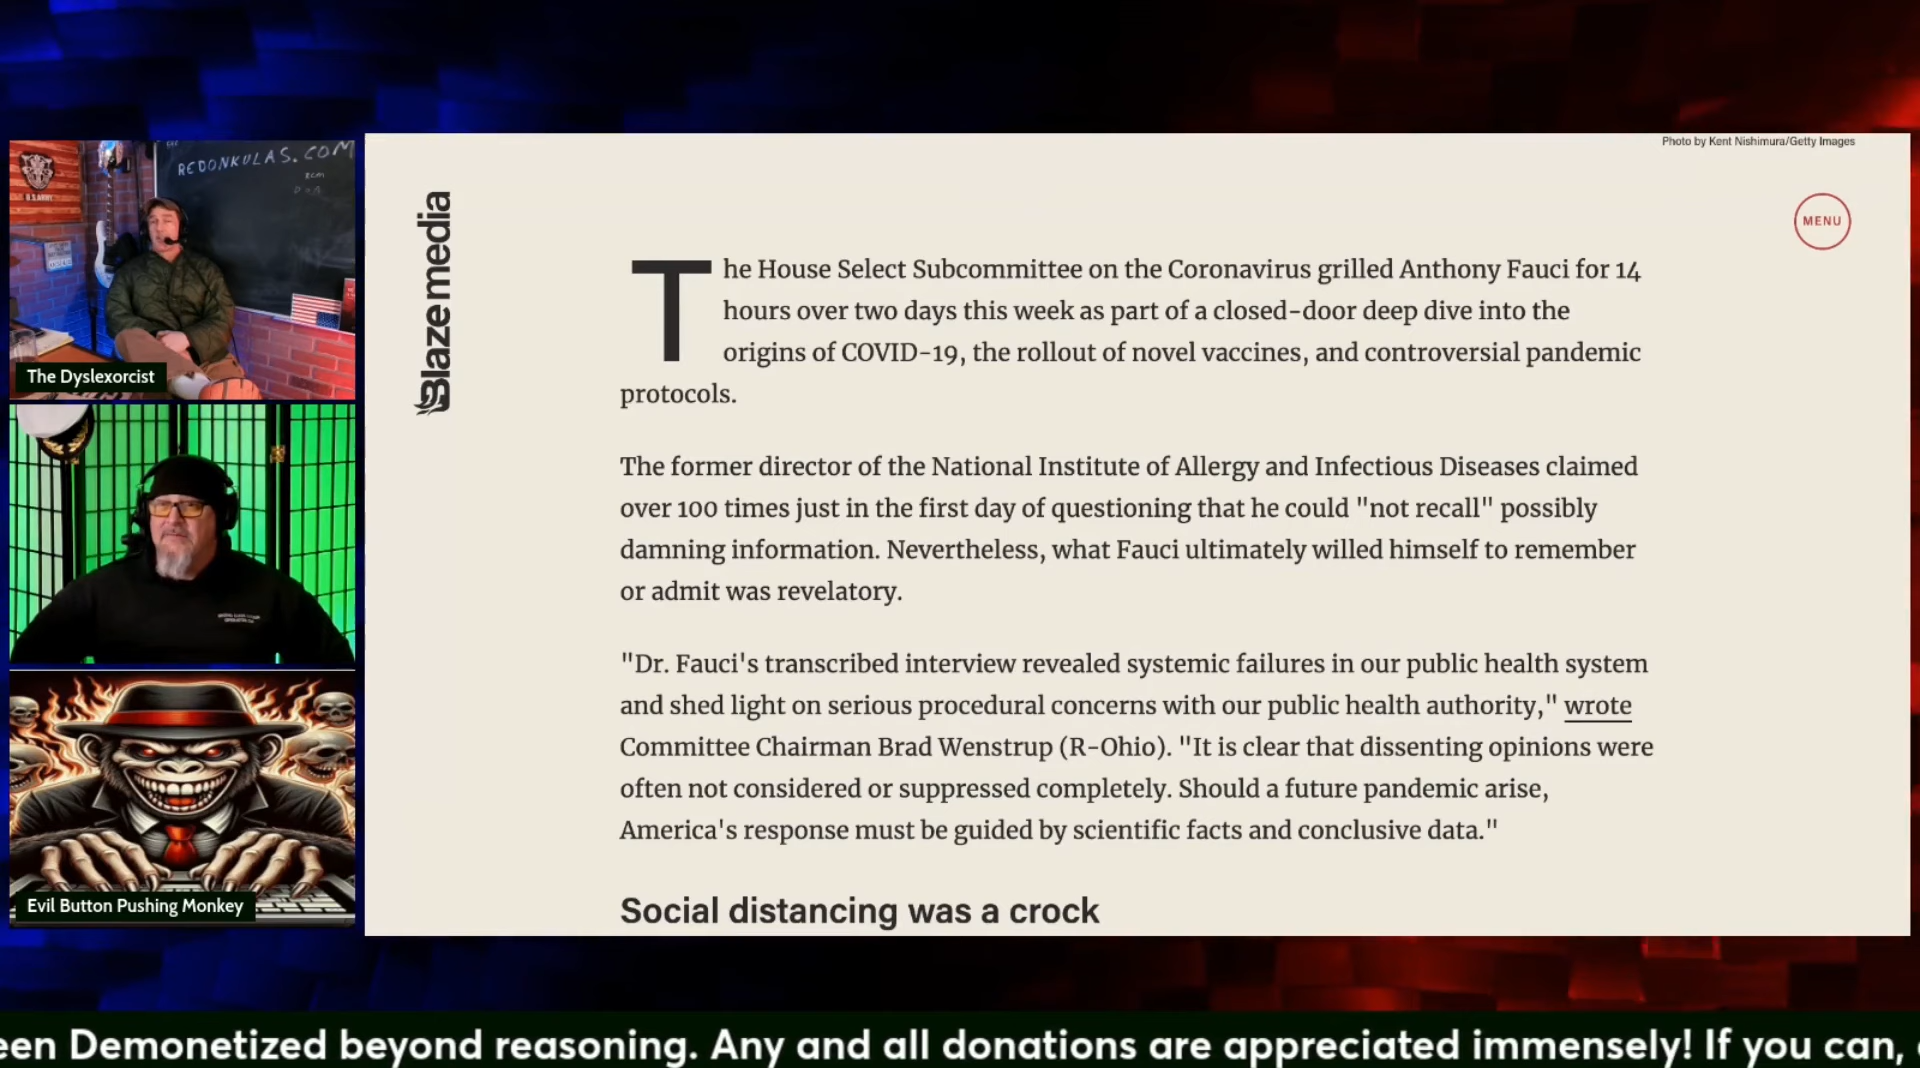 Photo by Kent Nishimura/Getty Images
REDONKULAS.COM
U.S. ARMY
The Dyslexorcist
Evil Button Pushing Monkey
Blaze media
MENU
The House Select Subcommittee on the Coronavirus grilled Anthony Fauci for 14
hours over two days this week as part of a closed-door deep dive into the
origins of COVID-19, the rollout of novel vaccines, and controversial pandemic
protocols.
The former director of the National Institute of Allergy and Infectious Diseases claimed
over 100 times just in the first day of questioning that he could "not recall" possibly
damning information. Nevertheless, what Fauci ultimately willed himself to remember
or admit was revelatory.
"Dr. Fauci's transcribed interview revealed systemic failures in our public health system
and shed light on serious procedural concerns with our public health authority," wrote
Committee Chairman Brad Wenstrup (R-Ohio). "It is clear that dissenting opinions were
often not considered or suppressed completely. Should a future pandemic arise,
America's response must be guided by scientific facts and conclusive data."
Social distancing was a crock
een Demonetized beyond reasoning. Any and all donations are appreciated immensely! If you can,